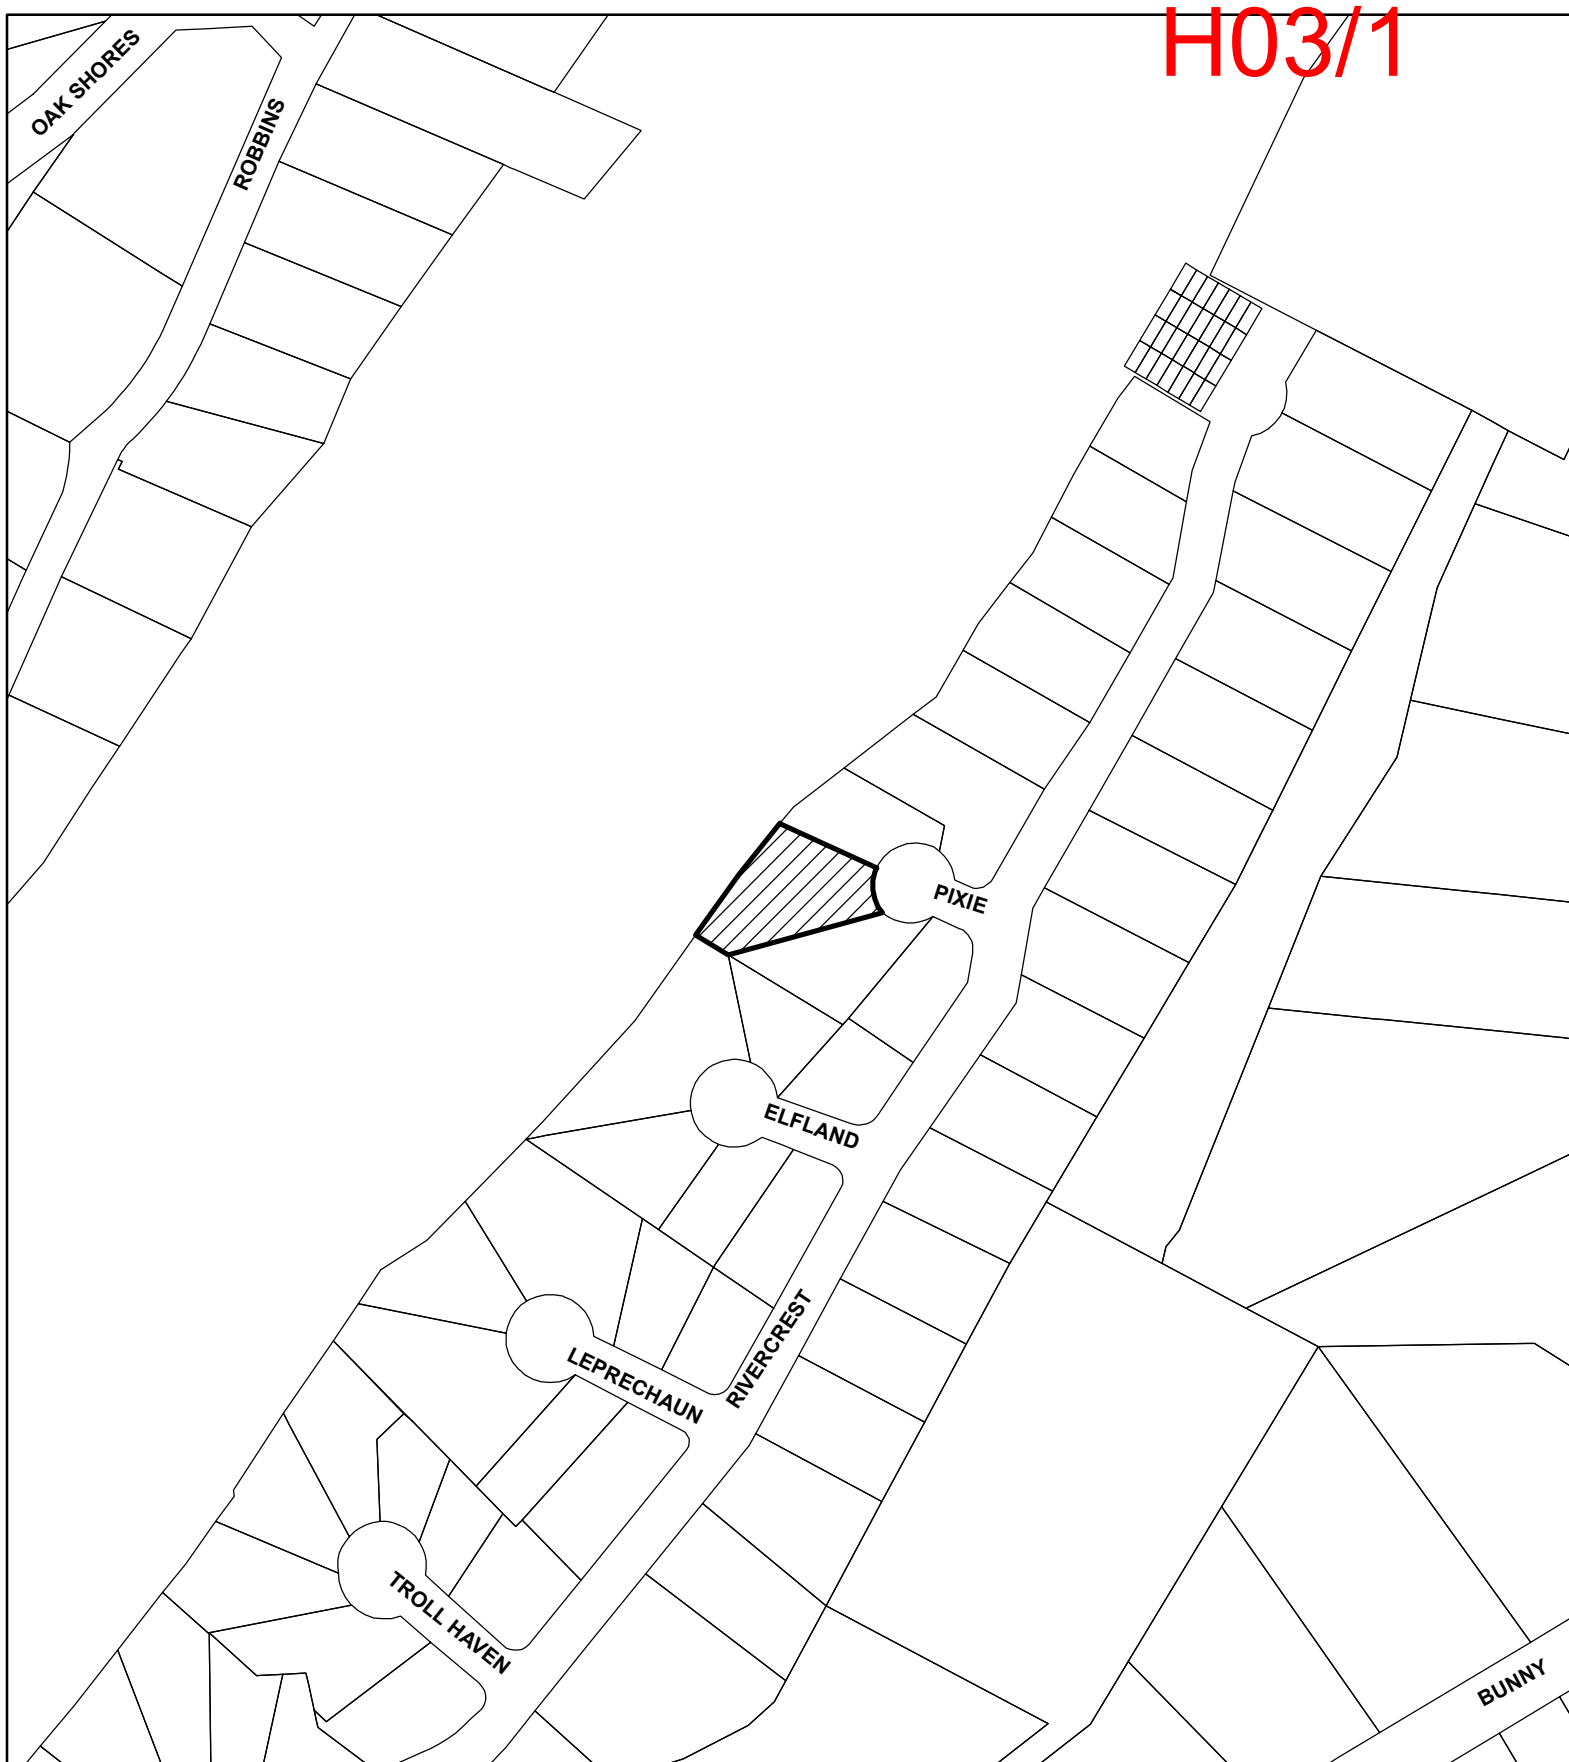 H03/1
OAK SHORES
ROBBINS
PIXIE
ELFLAND
RIVERCREST
LEPRECHAUN
TROLL HAVEN
BUNNY